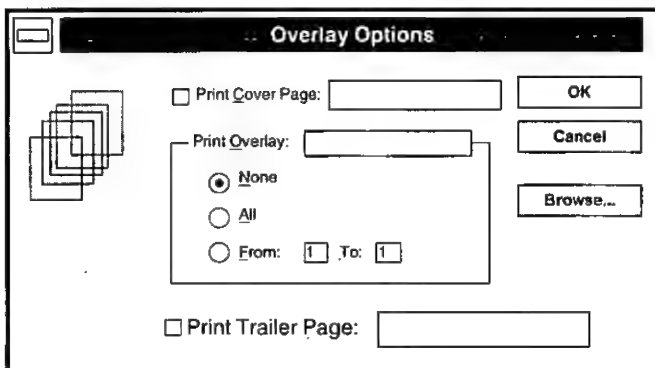 Overlay Options
Print Cover Page:
OK
Print Overlay:
Cancel
None
Browse...
All
From: 1 To: 1
Print Trailer Page: